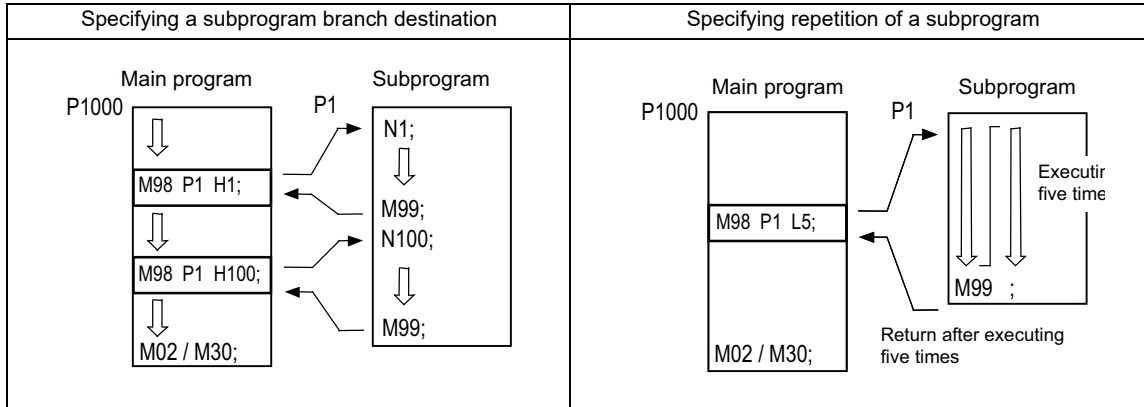 Specifying a subprogram branch destination
Main program
Subprogram
P1000
P1
N1;
M98 P1 H1;
M99;
N100;
M98 P1 H100;
M99;
M02 / M30;
Specifying repetition of a subprogram
Main program
Subprogram
P1000
P1
five time
M98 P1 L5;
M99 ;
Return after executing
five times
M02 / M30;